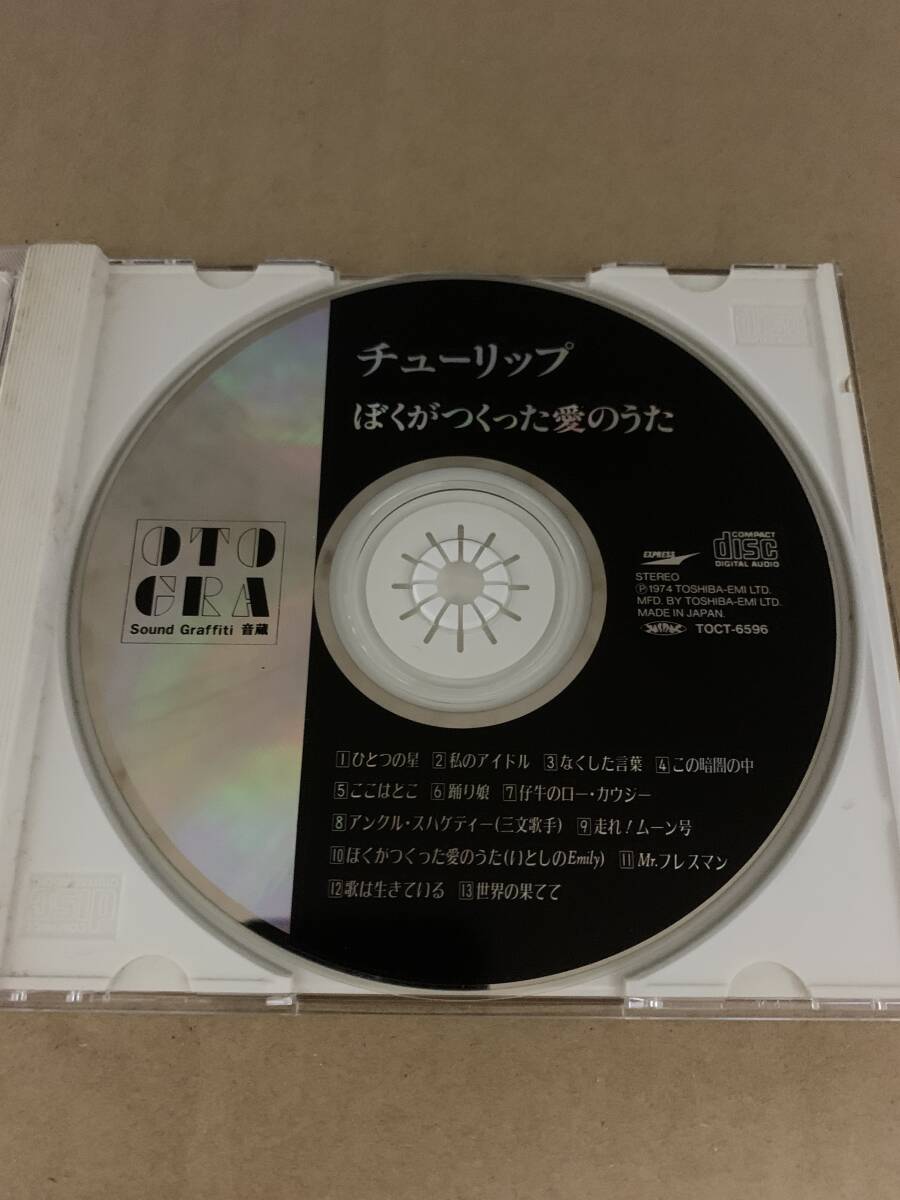 チューリップ
ぼくがつくった愛のうた
OTO
GRA
Sound Graffiti 音蔵
EXPRESS
COMPACT
disc
DIGITAL AUDIO
STEREO
Ⓟ1974 TOSHIBA-EMI LTD.
MFD. BY TOSHIBA-EMI LTD.
MADE IN JAPAN.
TOCT-6596
1 ひとつの星 2 私のアイドル 3 なくした言葉 4 この暗闇の中
5 ここはどこ 6 踊り娘 7 仔牛のロー・カウジー
8 アンクル・スパゲティー(三文歌手) 9 走れ!ムーン号
10 ぼくがつくった愛のうた(いとしのEmily) 11 Mr.プレスマン
12 歌は生きている 13 世界の果てて